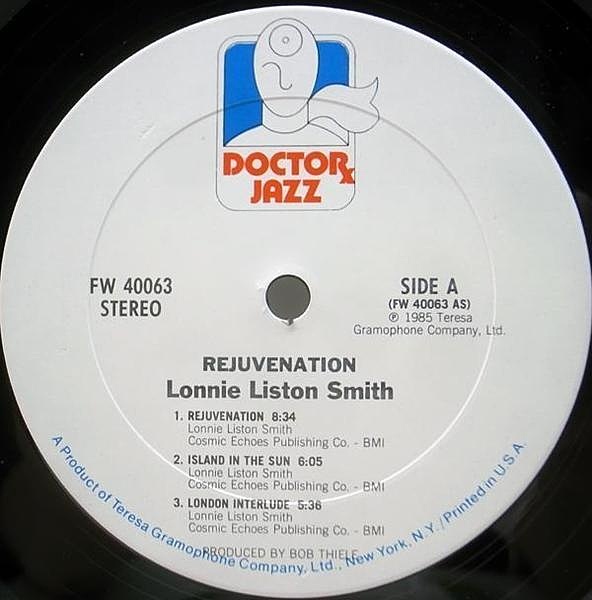 DOCTOR℞
JAZZ
FW 40063
STEREO
SIDE A
(FW 40063 AS)
℗ 1985 Teresa
Gramophone Company, Ltd.
REJUVENATION
Lonnie Liston Smith
1. REJUVENATION 8:34
Lonnie Liston Smith
Cosmic Echoes Publishing Co. - BMI
2. ISLAND IN THE SUN 6:05
Lonnie Liston Smith
Cosmic Echoes Publishing Co. - BMI
3. LONDON INTERLUDE 5:36
Lonnie Liston Smith
Cosmic Echoes Publishing Co. - BMI
PRODUCED BY BOB THIELE
A Product of Teresa Gramophone Company, Ltd., New York, N.Y./Printed in U.S.A.